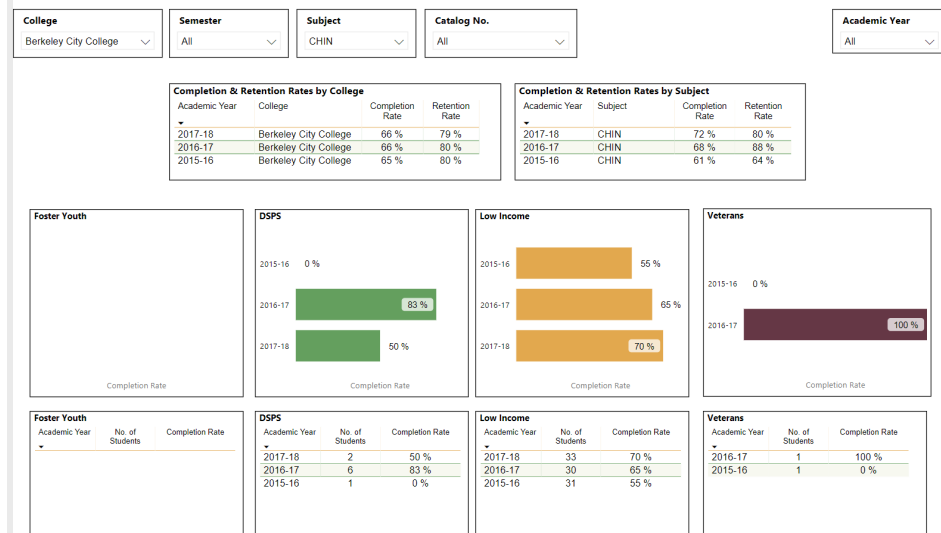 College Semester Subject Catalog No. Academic Year
Berkeley City College All CHIN All All
Completion & Retention Rates by College
Academic Year College Completion Rate Retention Rate
2017-18 Berkeley City College 66 % 79 %
2016-17 Berkeley City College 66 % 80 %
2015-16 Berkeley City College 65 % 80 %
Completion & Retention Rates by Subject
Academic Year Subject Completion Rate Retention Rate
2017-18 CHIN 72 % 80 %
2016-17 CHIN 68 % 88 %
2015-16 CHIN 61 % 64 %
Foster Youth
Completion Rate
DSPS
2015-16 0 %
2016-17 83 %
2017-18 50 %
Completion Rate
Low Income
2015-16 55 %
2016-17 65 %
2017-18 70 %
Completion Rate
Veterans
2015-16 0 %
2016-17 100 %
Completion Rate
Foster Youth
Academic Year No. of Students Completion Rate
DSPS
Academic Year No. of Students Completion Rate
2017-18 2 50 %
2016-17 6 83 %
2015-16 1 0 %
Low Income
Academic Year No. of Students Completion Rate
2017-18 33 70 %
2016-17 30 65 %
2015-16 31 55 %
Veterans
Academic Year No. of Students Completion Rate
2016-17 1 100 %
2015-16 1 0 %